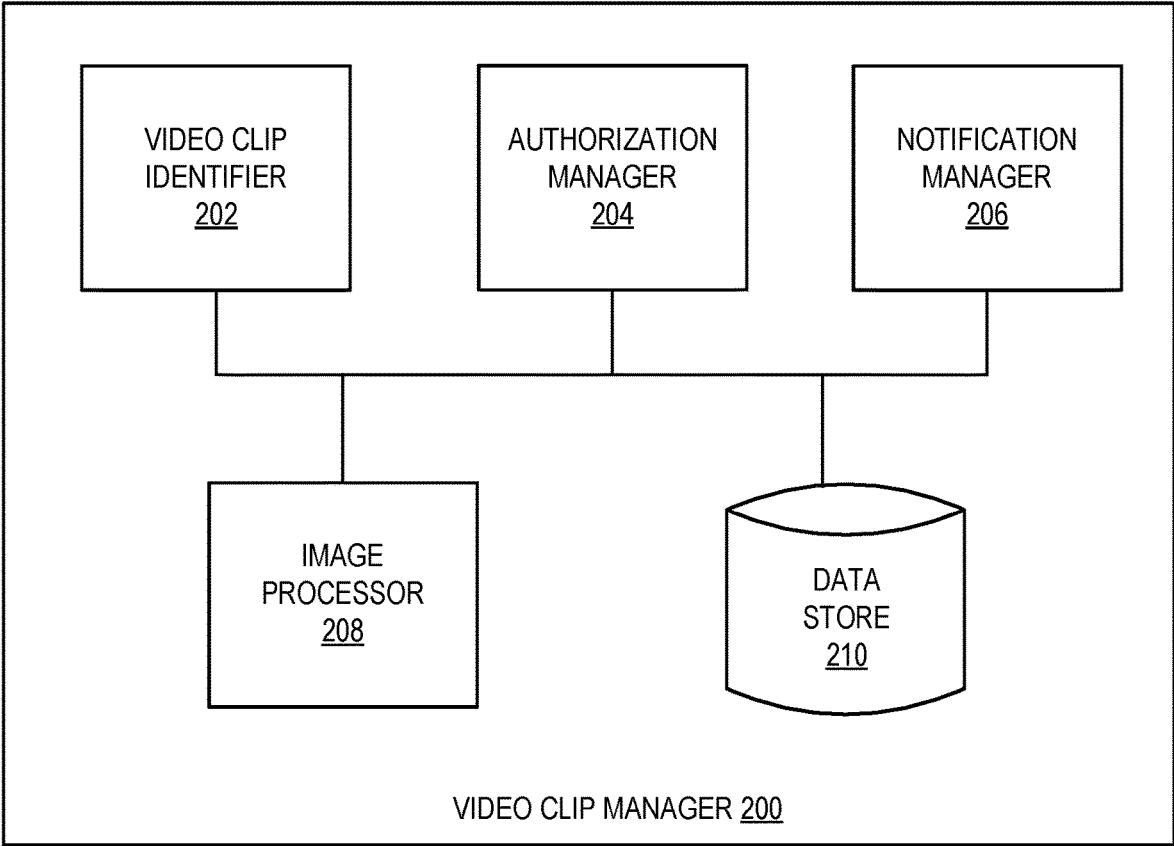 VIDEO CLIP
IDENTIFIER
202
AUTHORIZATION
MANAGER
204
NOTIFICATION
MANAGER
206
IMAGE
PROCESSOR
208
DATA
STORE
210
VIDEO CLIP MANAGER 200